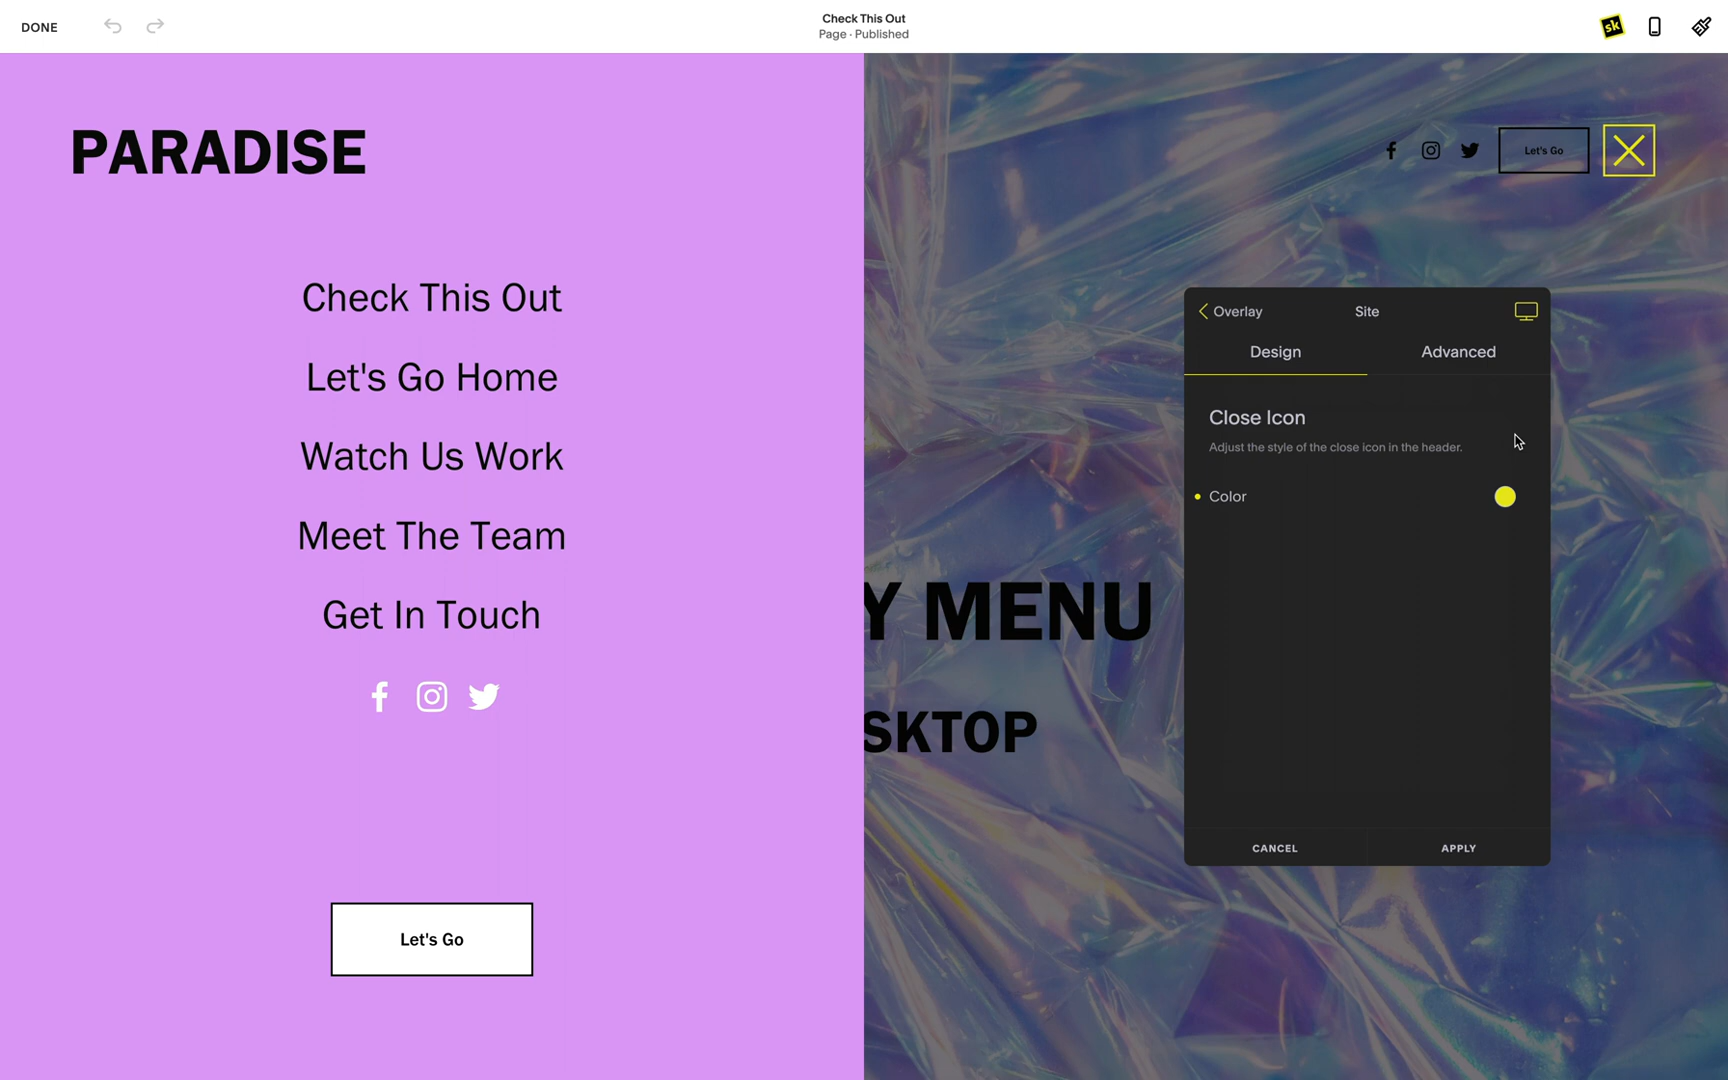 DONE
Check This Out
Page · Published
sk
PARADISE
Let's Go
Check This Out
Let's Go Home
Watch Us Work
Meet The Team
Get In Touch
Let's Go
Y MENU
SKTOP
Overlay
Site
Design
Advanced
Close Icon
Adjust the style of the close icon in the header.
Color
CANCEL
APPLY